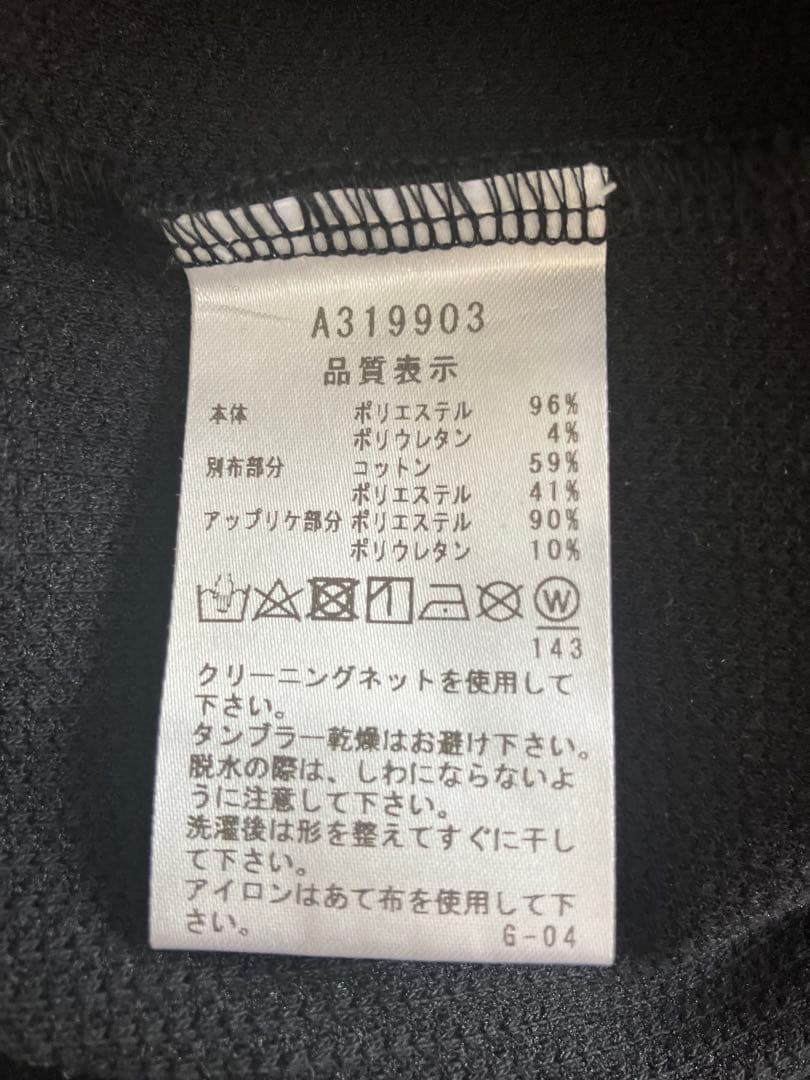 A319903
品質表示
本体 ポリエステル 96%
ポリウレタン 4%
別布部分 コットン 59%
ポリエステル 41%
アップリケ部分 ポリエステル 90%
ポリウレタン 10%
W
143
クリーニングネットを使用して
下さい。
タンブラー乾燥はお避け下さい。
脱水の際は、しわにならないよ
うに注意して下さい。
洗濯後は形を整えてすぐに干し
て下さい。
アイロンはあて布を使用して下
さい。
G-04